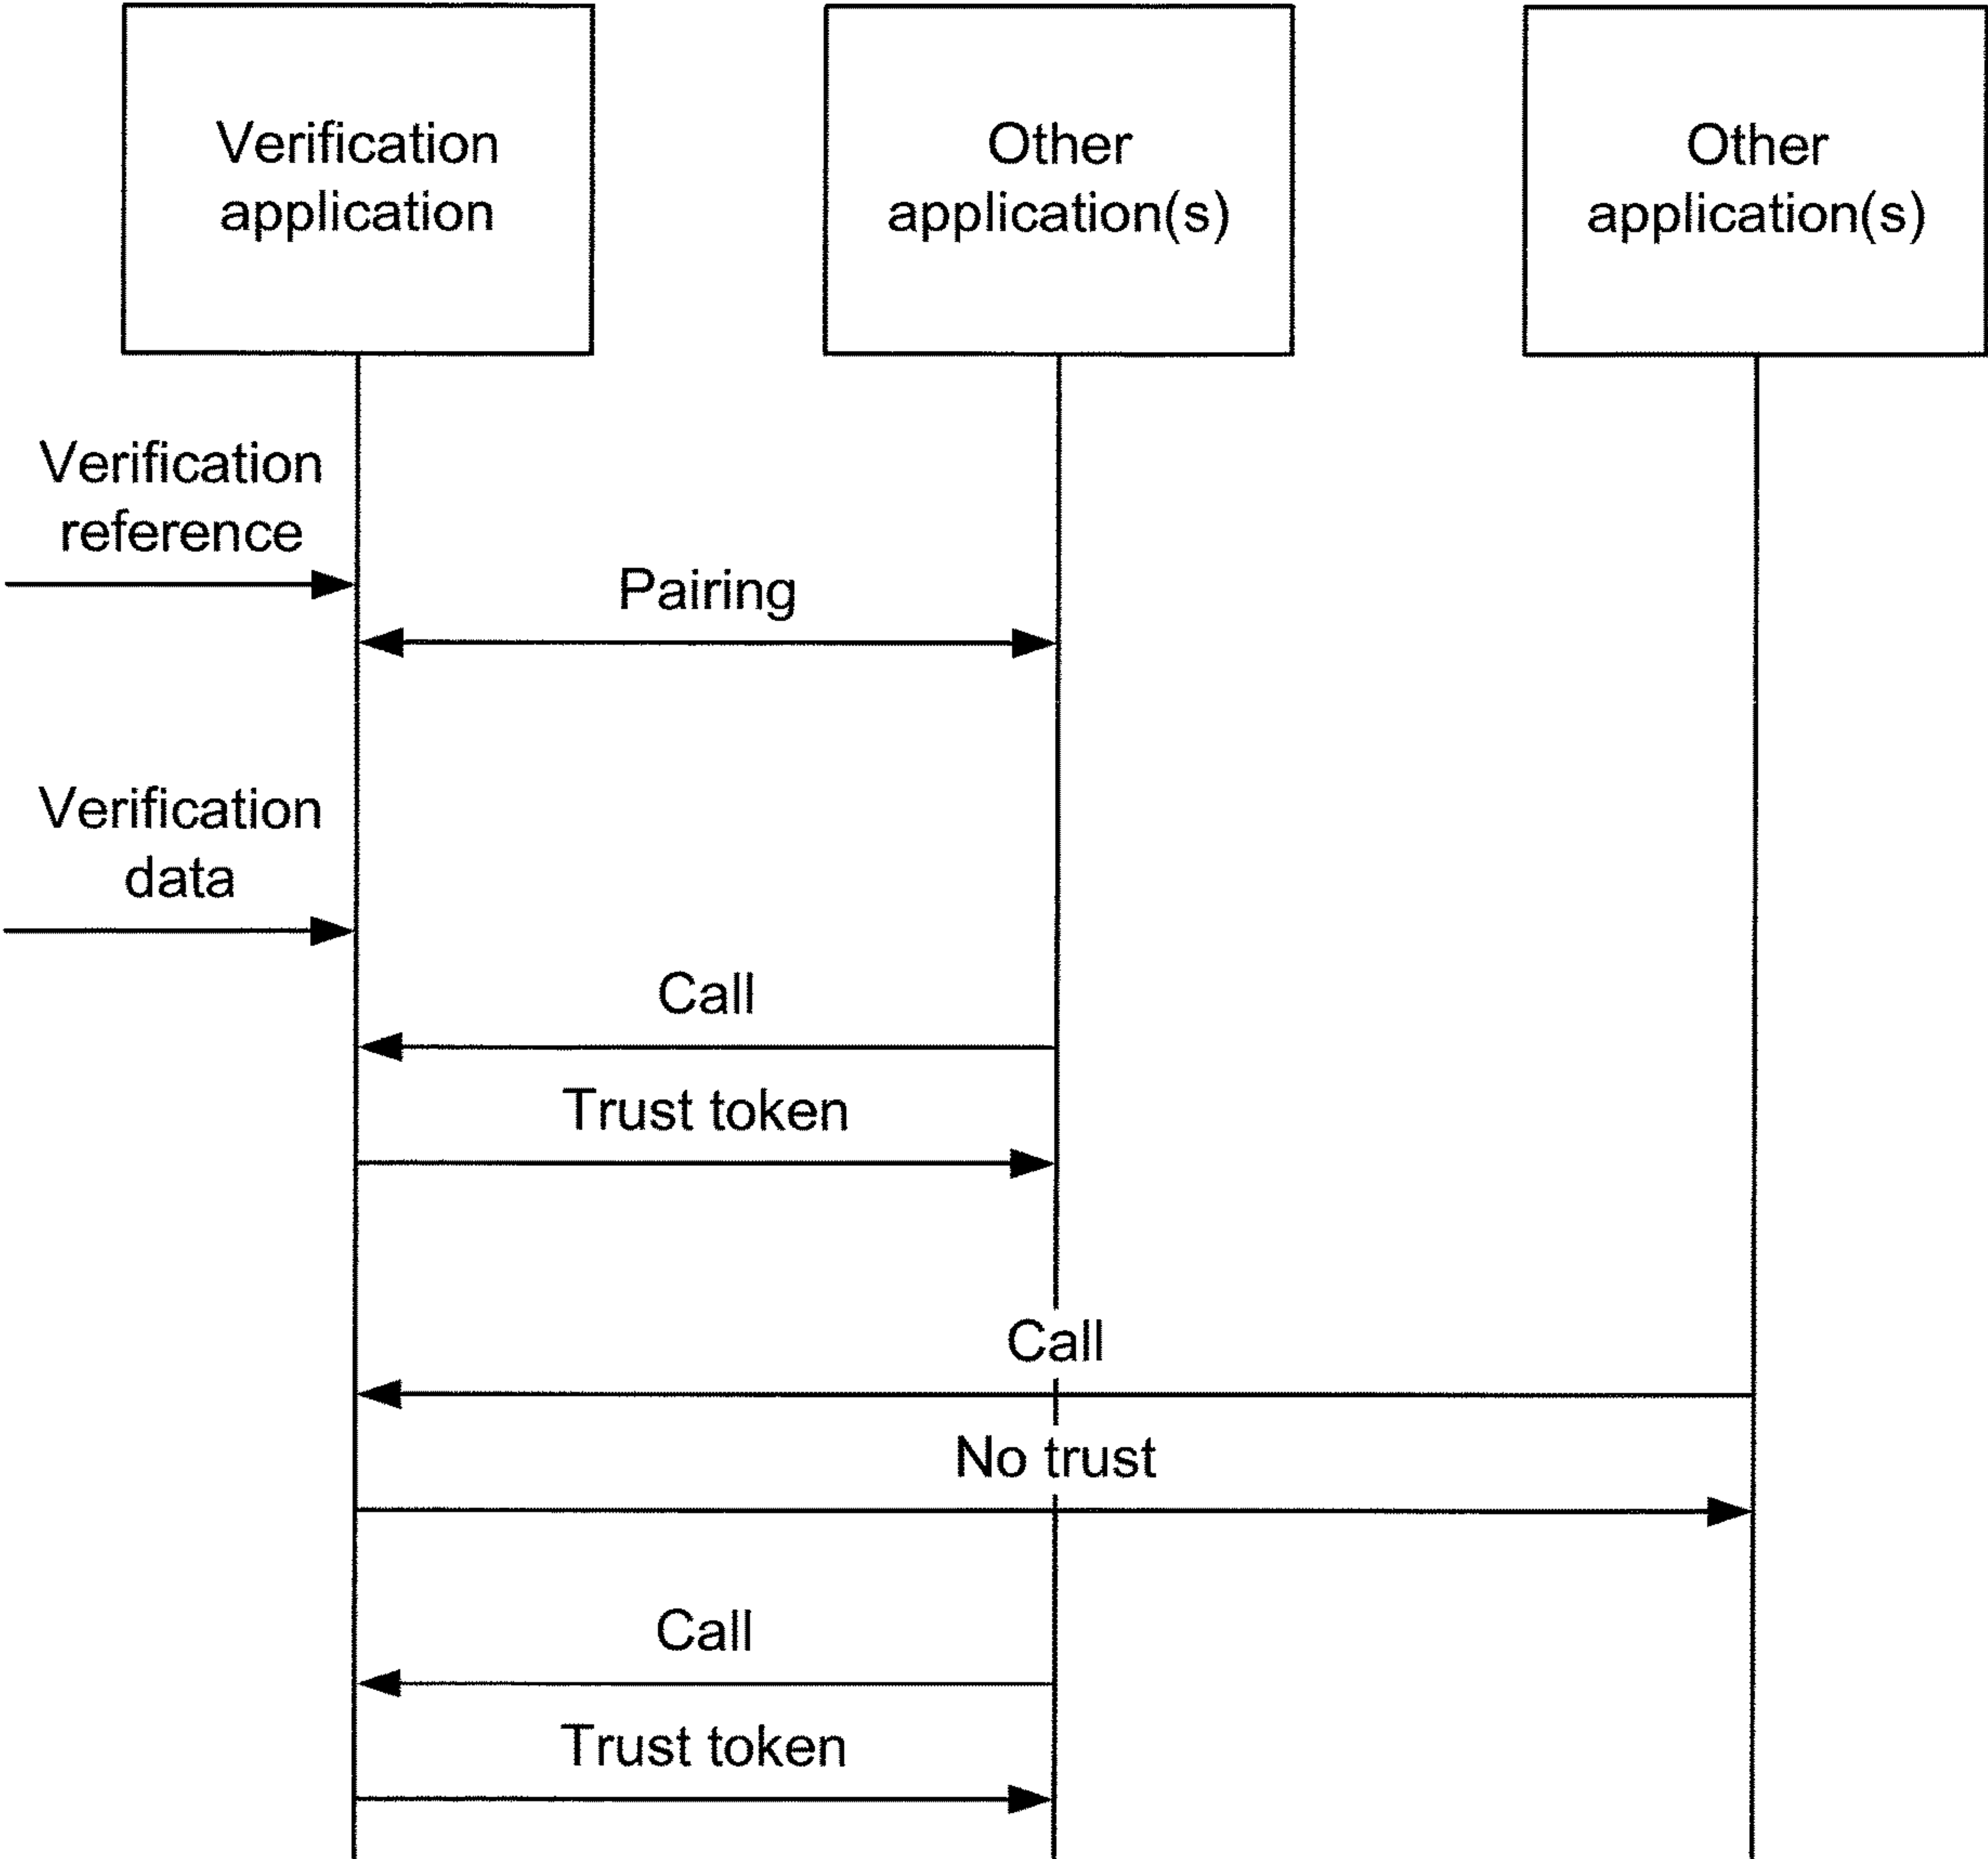 Verification
application
Other
application(s)
Other
application(s)
Verification
reference
Pairing
Verification
data
Call
Trust token
Call
No trust
Call
Trust token